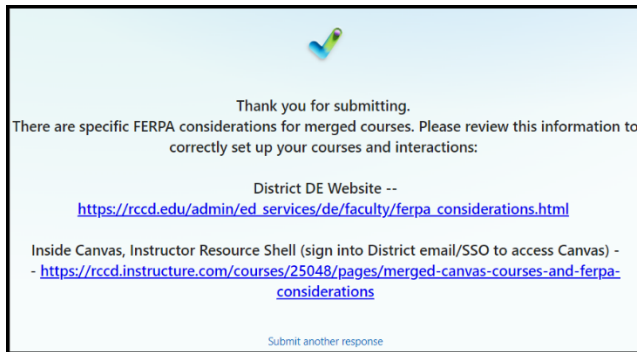 Thank you for submitting.
There are specific FERPA considerations for merged courses. Please review this information to
correctly set up your courses and interactions:
District DE Website --
https://rccd.edu/admin/ed_services/de/faculty/ferpa_considerations.html
Inside Canvas, Instructor Resource Shell (sign into District email/SSO to access Canvas) -
- https://rccd.instructure.com/courses/25048/pages/merged-canvas-courses-and-ferpa-
considerations
Submit another response